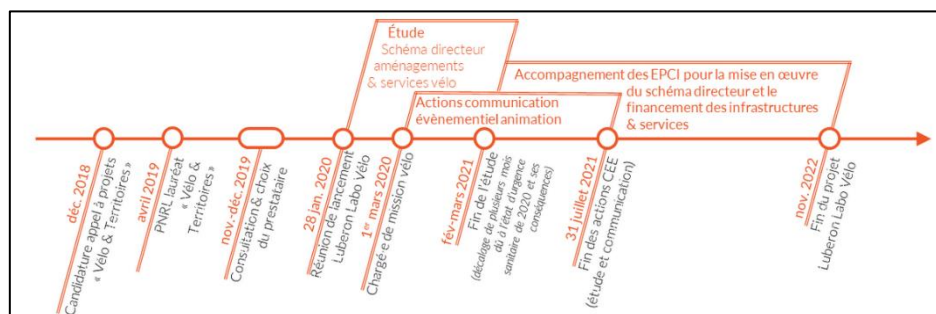 Étude
Schéma directeur
aménagements
& services vélo
Accompagnement des EPCI pour la mise en œuvre
du schéma directeur et le
financement des infrastructures
& services
Actions communication
évènementiel animation
déc. 2018
Candidature appel à projets
« Vélo & Territoires »
avril 2019
PNRL lauréat
« Vélo &
Territoires »
nov.-déc. 2019
Consultation & choix
du prestataire
28 jan. 2020
Réunion de lancement
Luberon Labo Vélo
1er mars 2020
Chargé·e de mission vélo
fév-mars 2021
Fin de l'étude
(décalage de plusieurs mois
dû à l'état d'urgence
sanitaire de 2020 et ses
conséquences)
31 juillet 2021
Fin des actions CEE
(étude et communication)
nov. 2022
Fin du projet
Luberon Labo Vélo